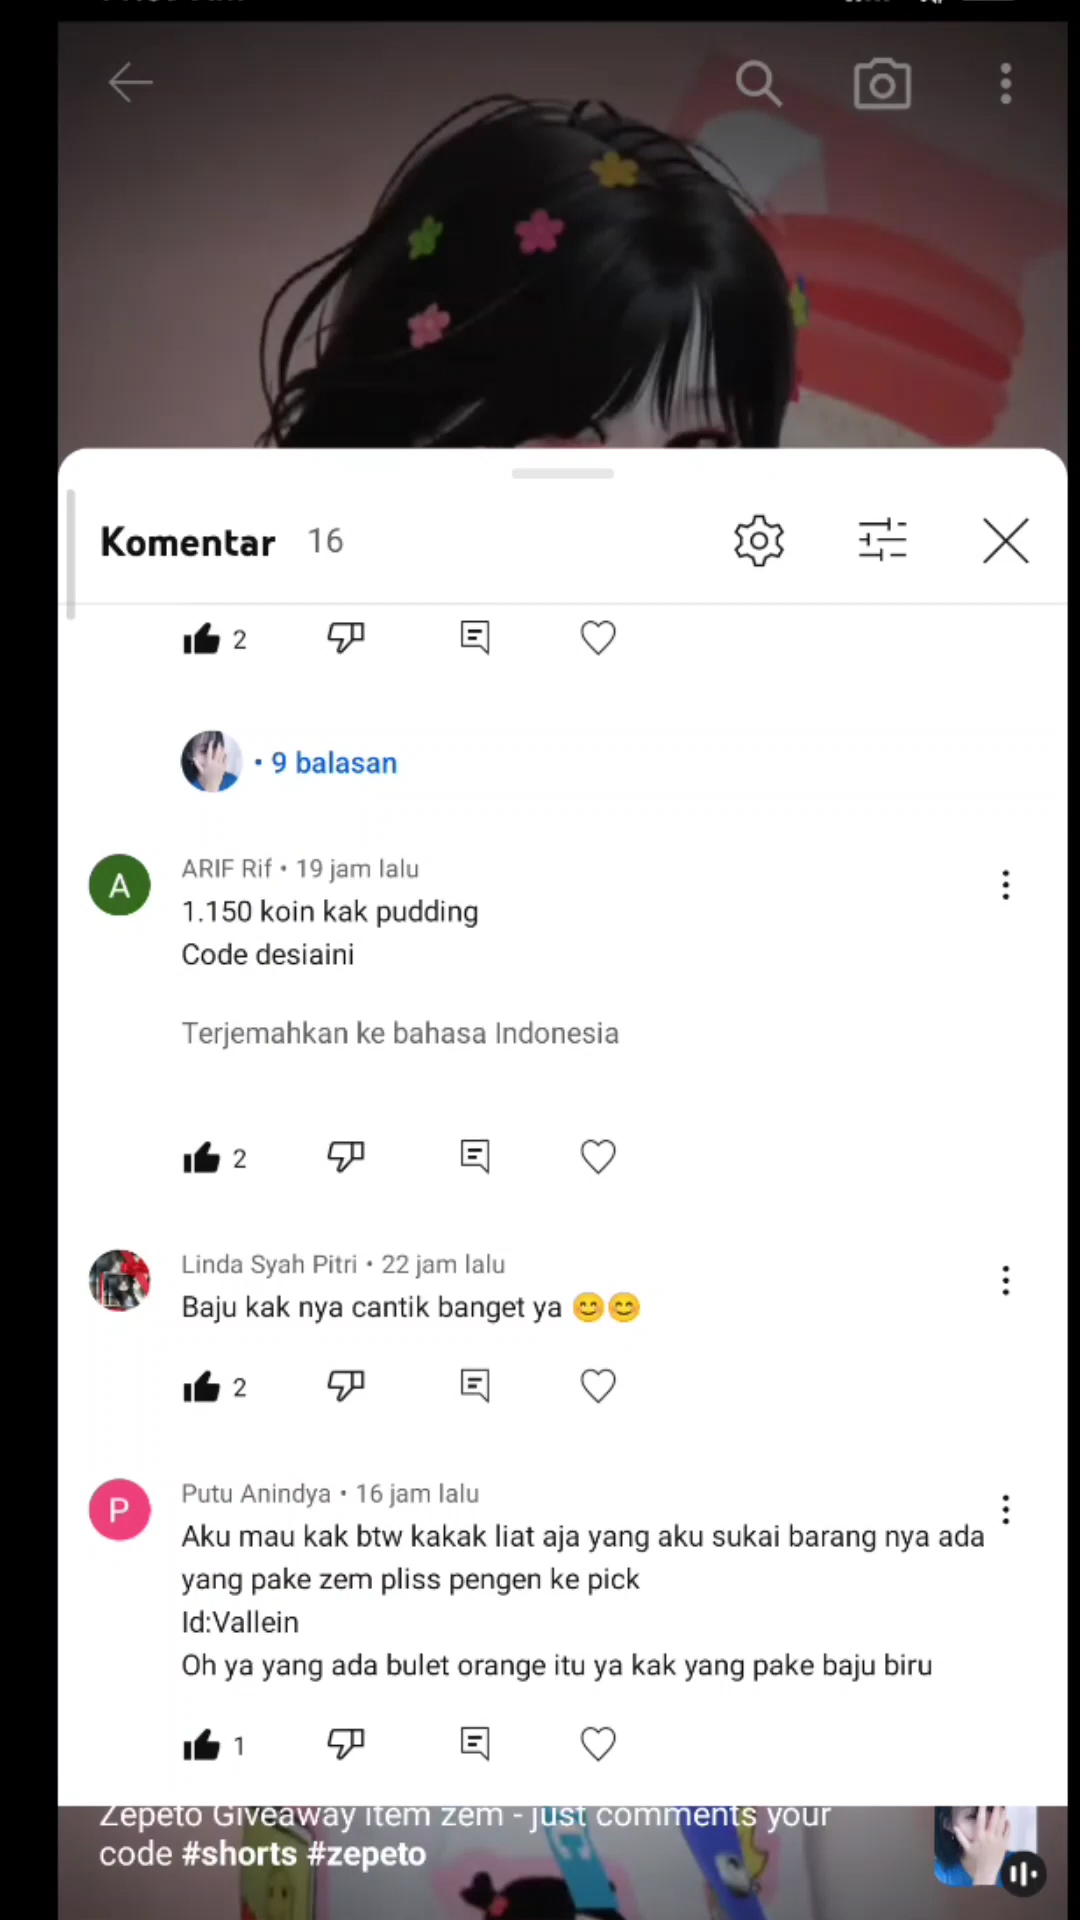 Komentar 16
2
• 9 balasan
A
ARIF Rif • 19 jam lalu
1.150 koin kak pudding
Code desiaini
Terjemahkan ke bahasa Indonesia
2
Linda Syah Pitri • 22 jam lalu
Baju kak nya cantik banget ya 😊😊
2
P
Putu Anindya • 16 jam lalu
Aku mau kak btw kakak liat aja yang aku sukai barang nya ada
yang pake zem pliss pengen ke pick
Id:Vallein
Oh ya yang ada bulet orange itu ya kak yang pake baju biru
1
Zepeto Giveaway item zem - just comments your
code #shorts #zepeto